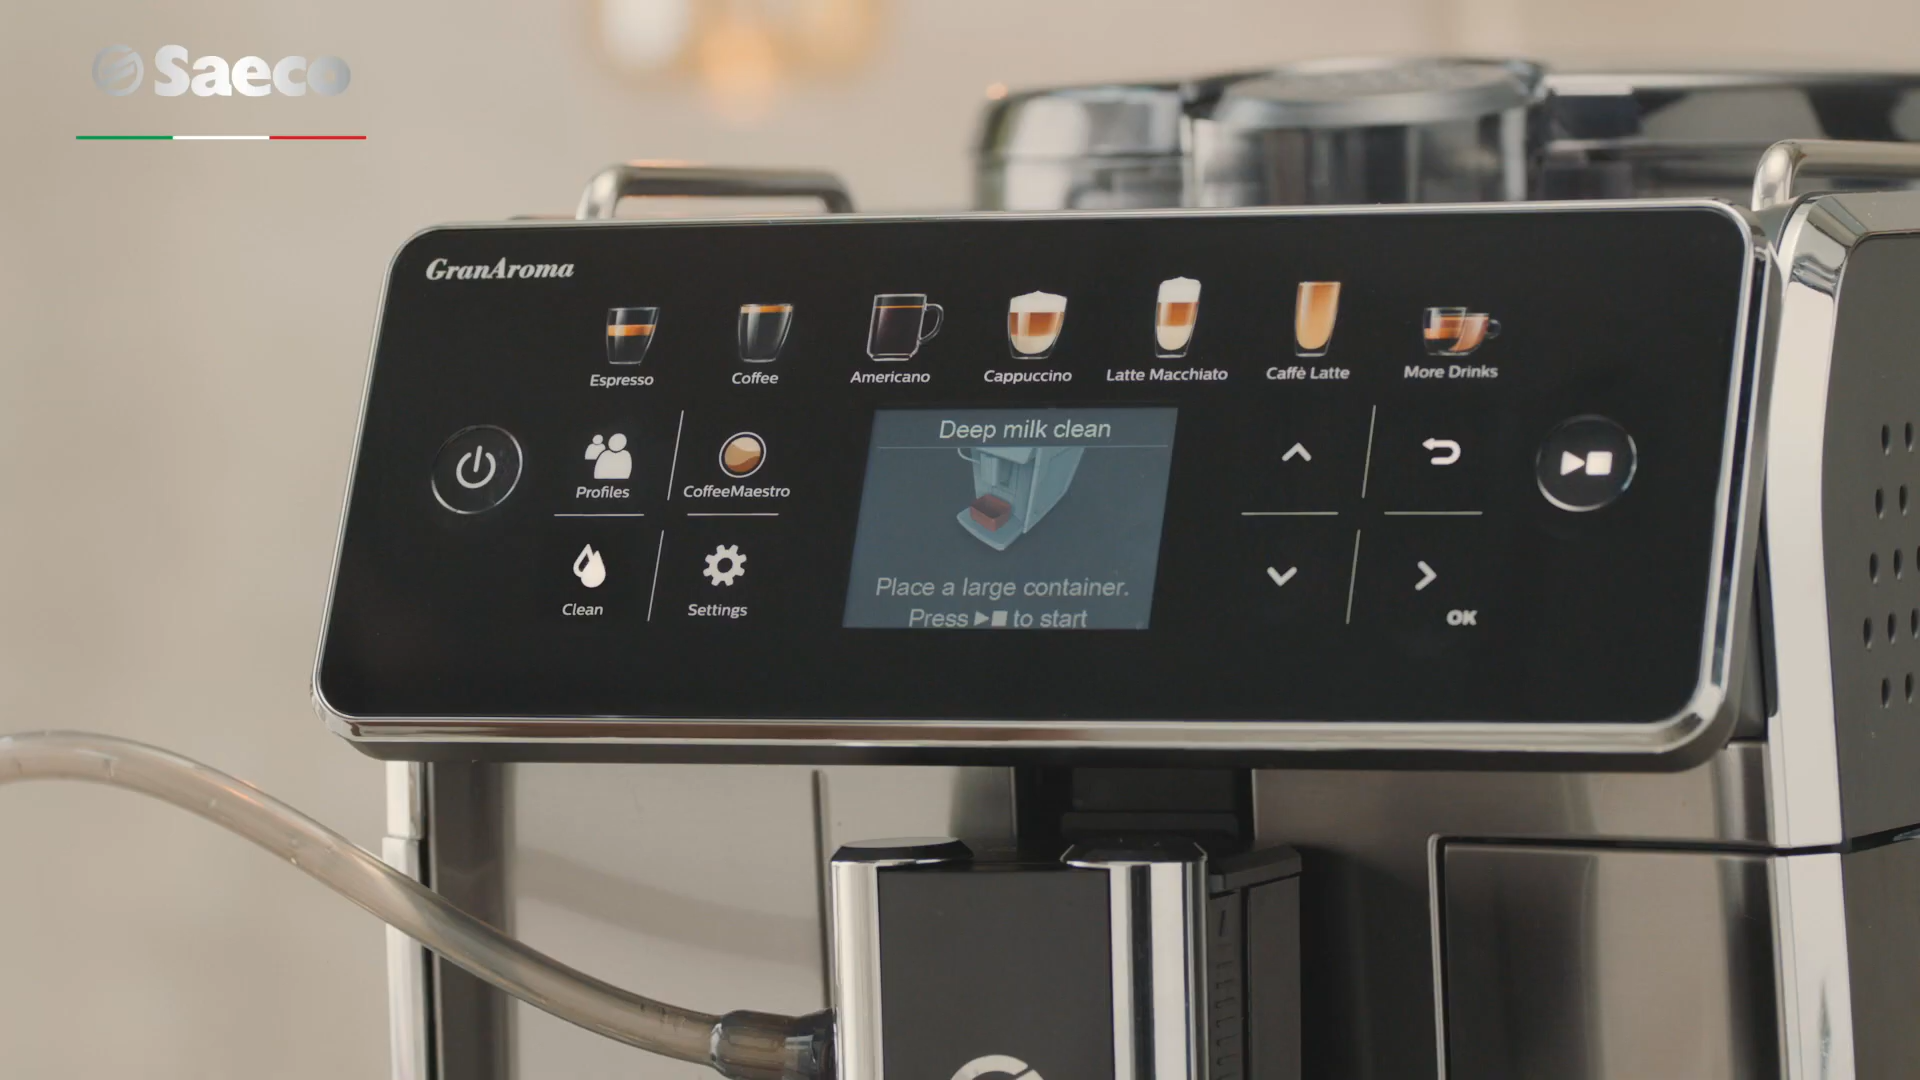 Saeco
GranAroma
Espresso
Coffee
Americano
Cappuccino
Latte Macchiato
Caffè Latte
More Drinks
Profiles
CoffeeMaestro
Deep milk clean
Clean
Settings
Place a large container.
Press ▶■ to start
OK